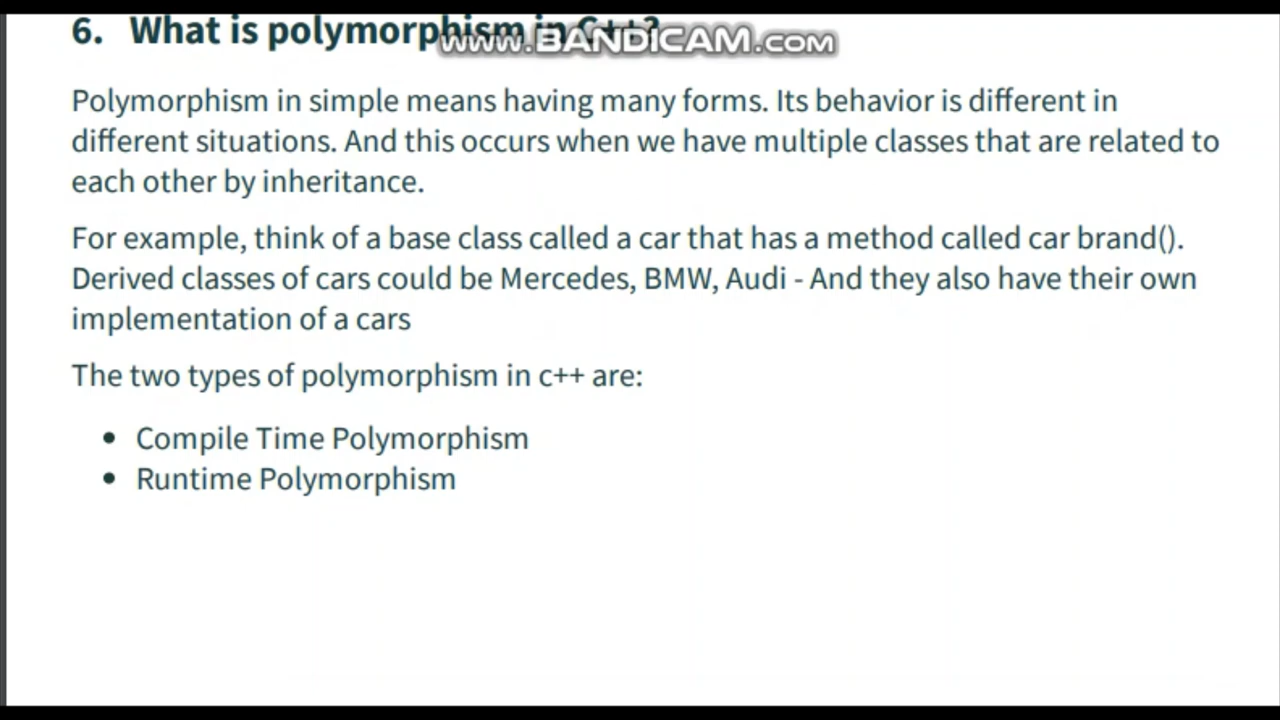 6. What is polymorphism in C++?
www.BANDICAM.com
Polymorphism in simple means having many forms. Its behavior is different in
different situations. And this occurs when we have multiple classes that are related to
each other by inheritance.
For example, think of a base class called a car that has a method called car brand().
Derived classes of cars could be Mercedes, BMW, Audi - And they also have their own
implementation of a cars
The two types of polymorphism in c++ are:
• Compile Time Polymorphism
• Runtime Polymorphism